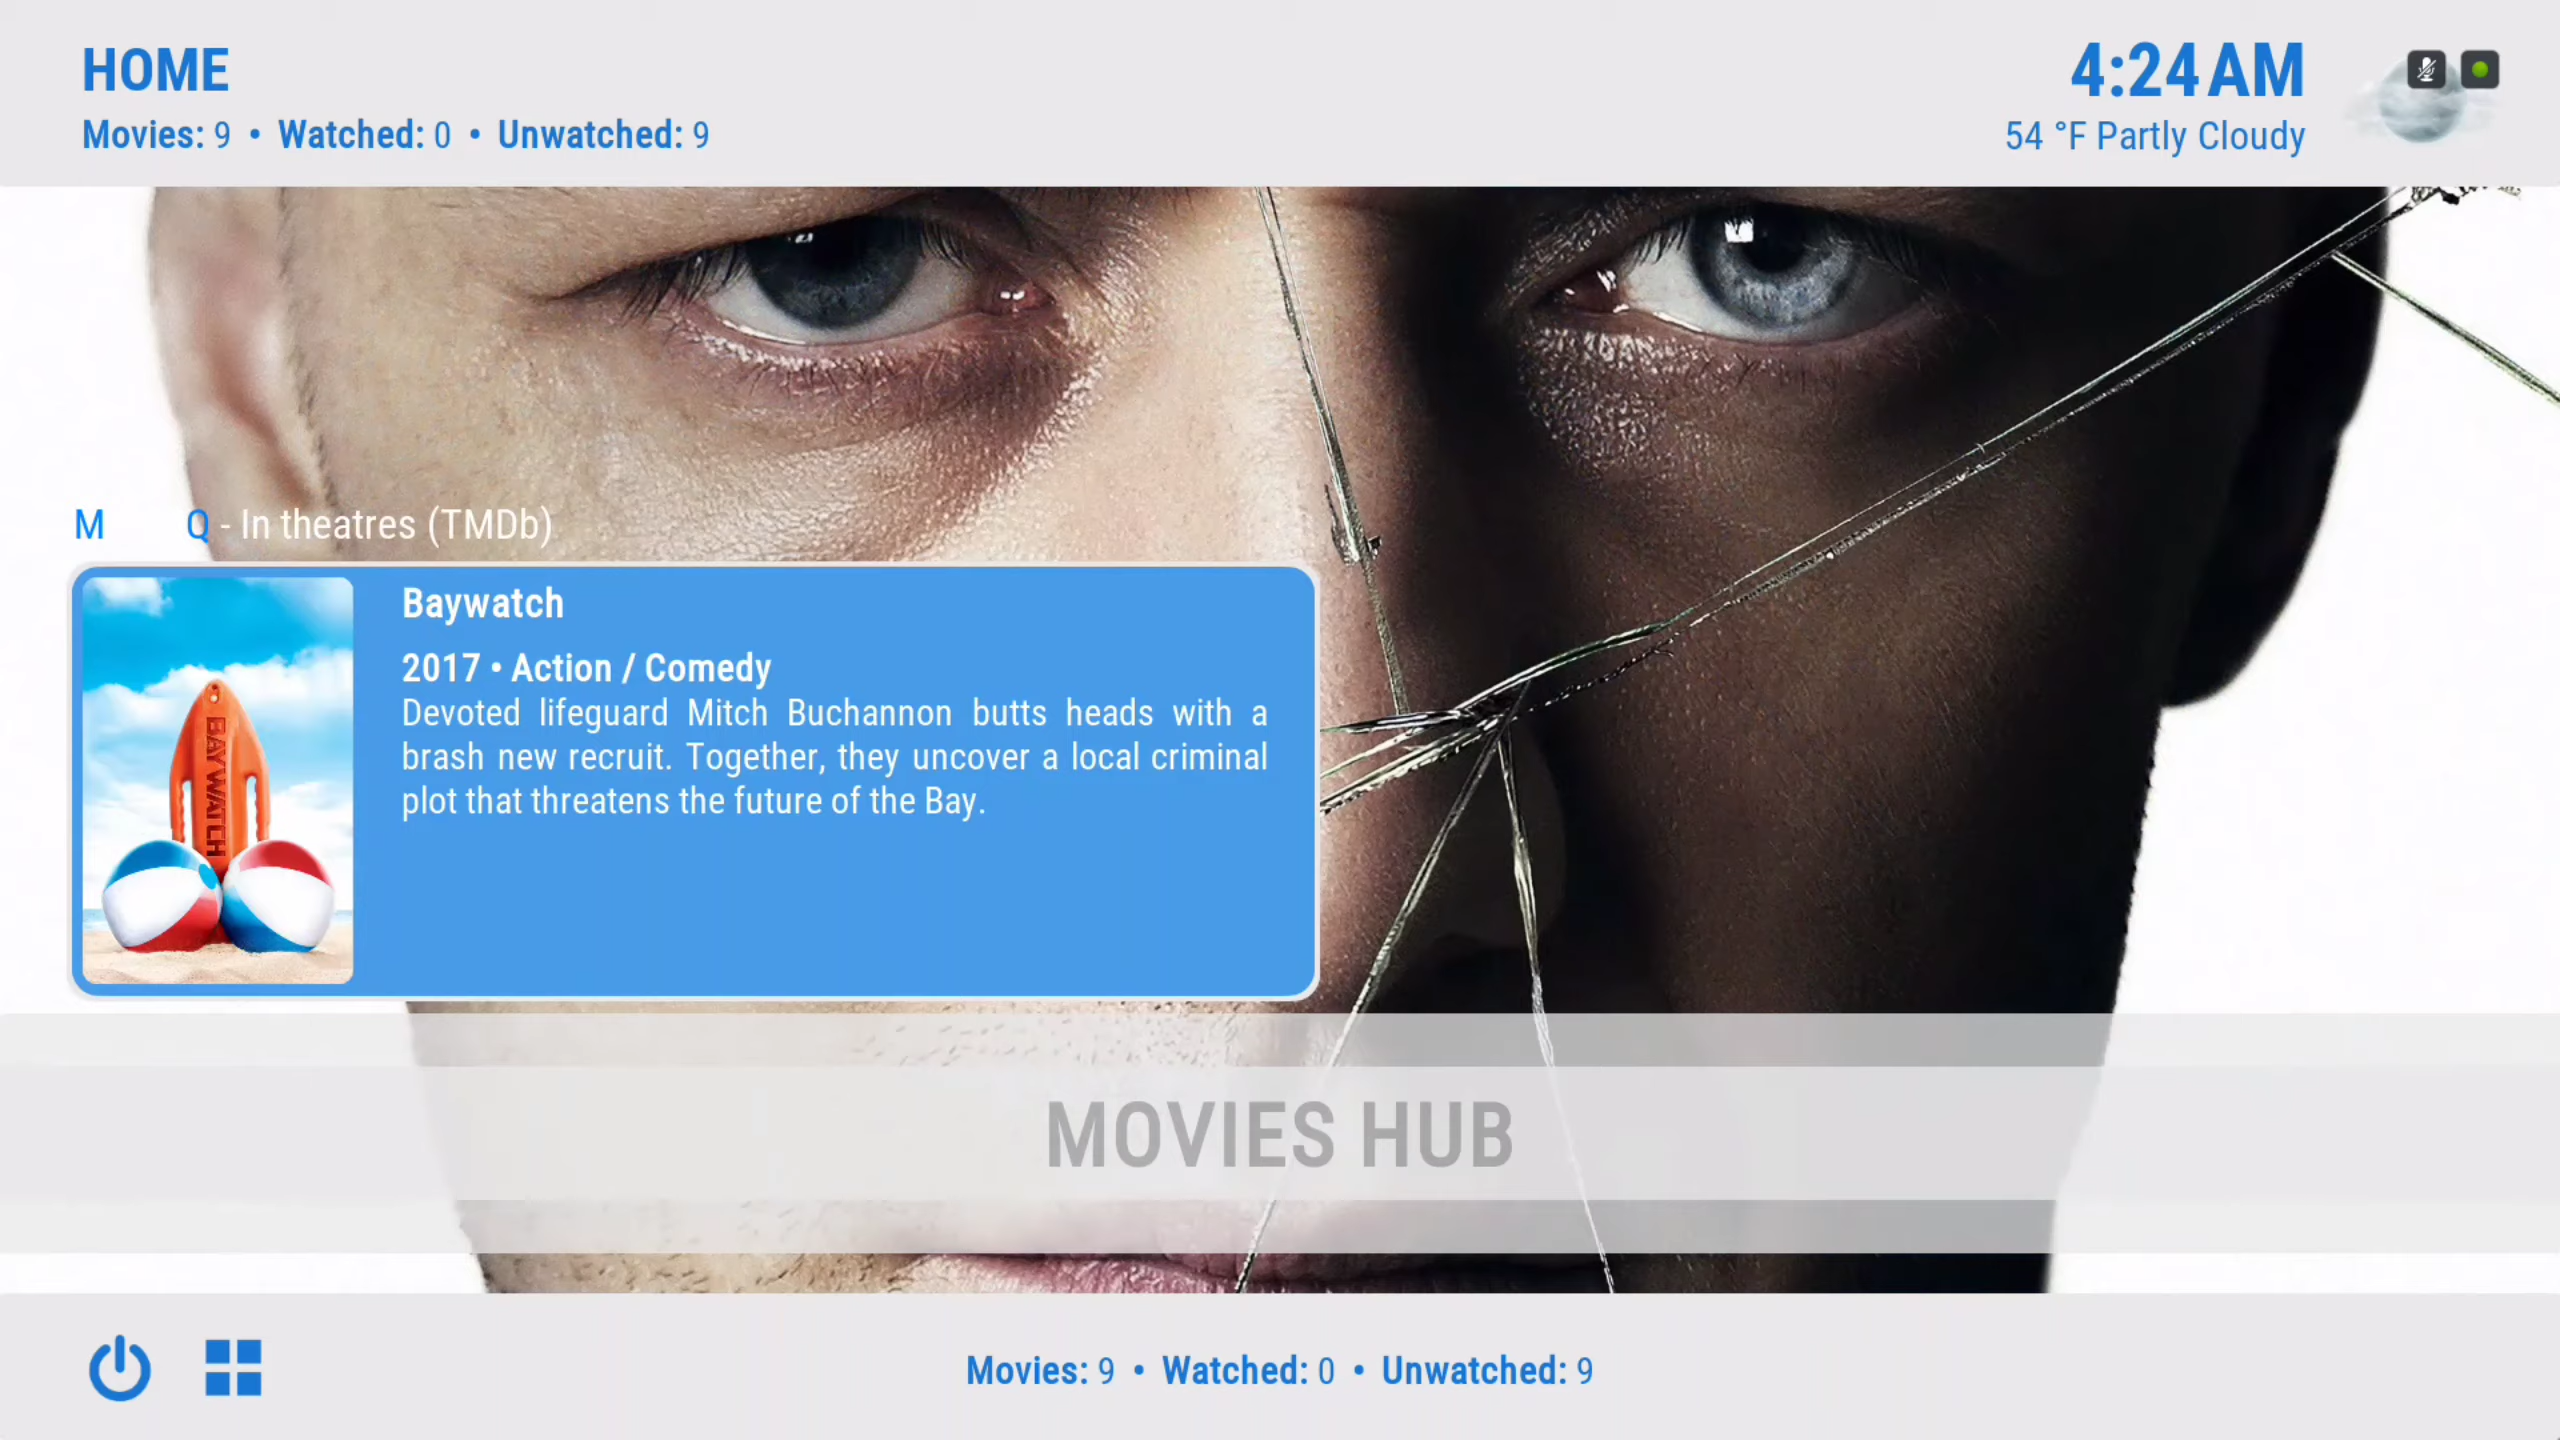 HOME
Movies: 9 • Watched: 0 • Unwatched: 9
4:24 AM
54 °F Partly Cloudy
M Q - In theatres (TMDb)
Baywatch
2017 • Action / Comedy
Devoted lifeguard Mitch Buchannon butts heads with a
brash new recruit. Together, they uncover a local criminal
plot that threatens the future of the Bay.
BAYWATCH
MOVIES HUB
Movies: 9 • Watched: 0 • Unwatched: 9